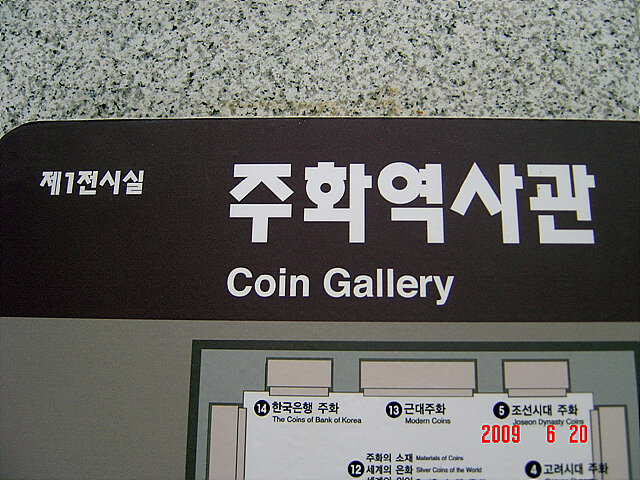 제1전시실
주화역사관
Coin Gallery
14 한국은행 주화
The Coins of Bank of Korea
13 근대주화
Modern Coins
5 조선시대 주화
Joseon Dynasty Coins
2009 6 20
주화의 소재 Materials of Coins
12 세계의 은화 Silver Coins of the World
4 고려시대 주화